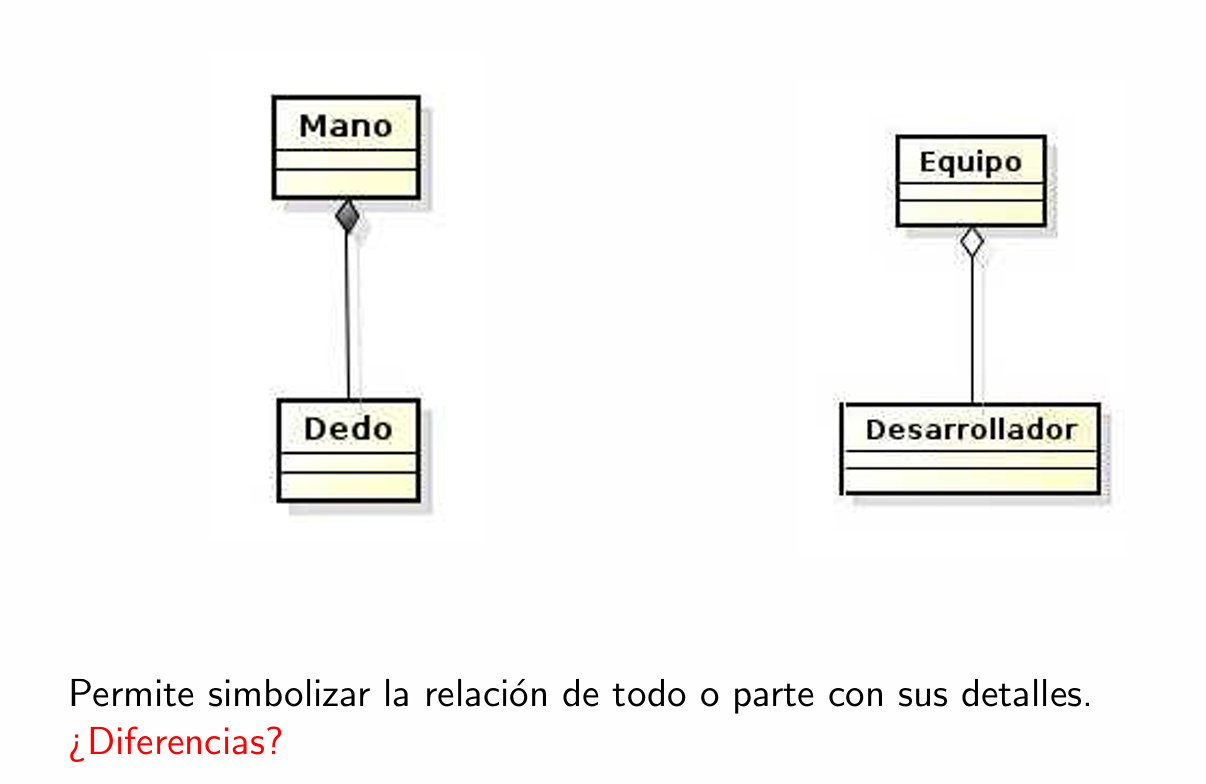 Mano
Equipo
Dedo
Desarrollador
Permite simbolizar la relación de todo o parte con sus detalles.
¿Diferencias?